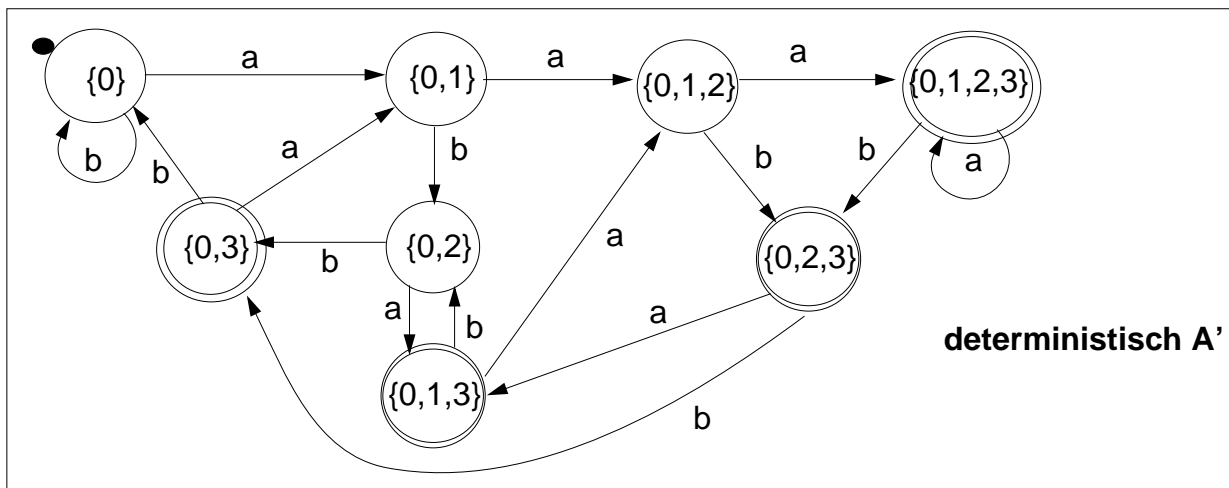 a
a
a
{0}
{0,1}
{0,1,2}
{0,1,2,3}
b
b
a
b
b
b
a
{0,3}
b
{0,2}
a
{0,2,3}
a
b
a
{0,1,3}
b
deterministisch A’